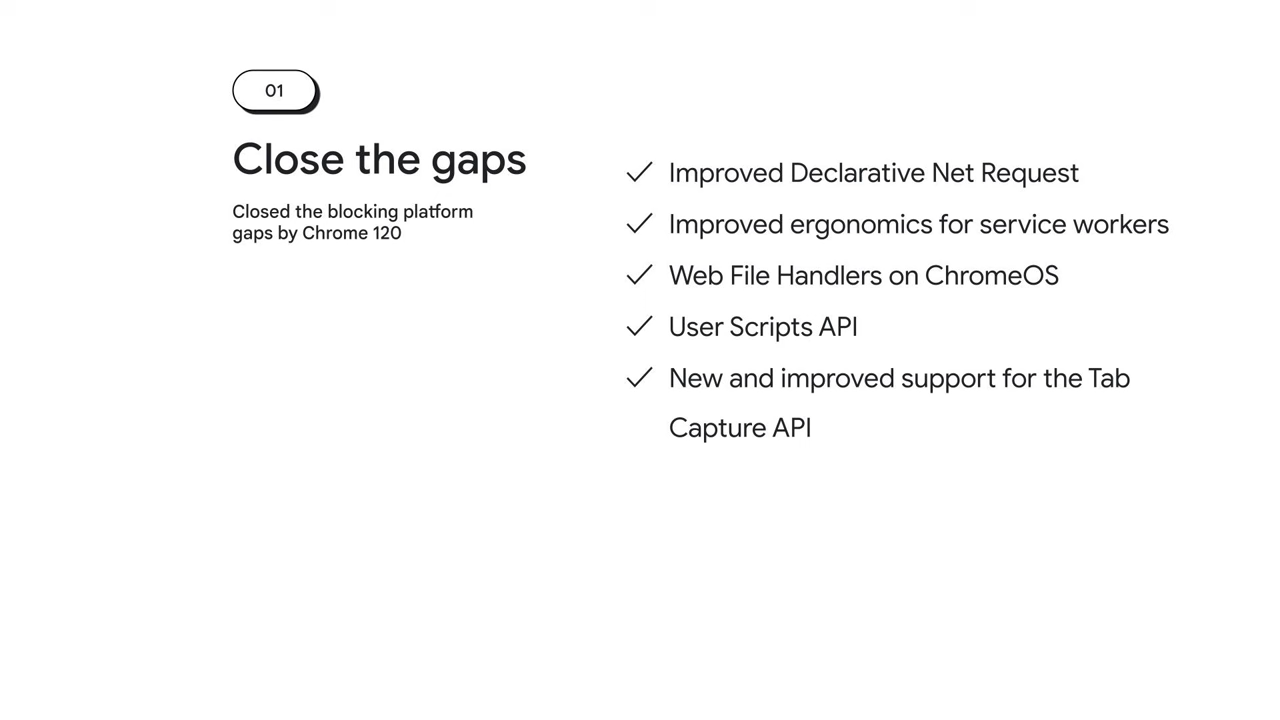 01
Close the gaps
Closed the blocking platform
gaps by Chrome 120
Improved Declarative Net Request
Improved ergonomics for service workers
Web File Handlers on ChromeOS
User Scripts API
New and improved support for the Tab
Capture API